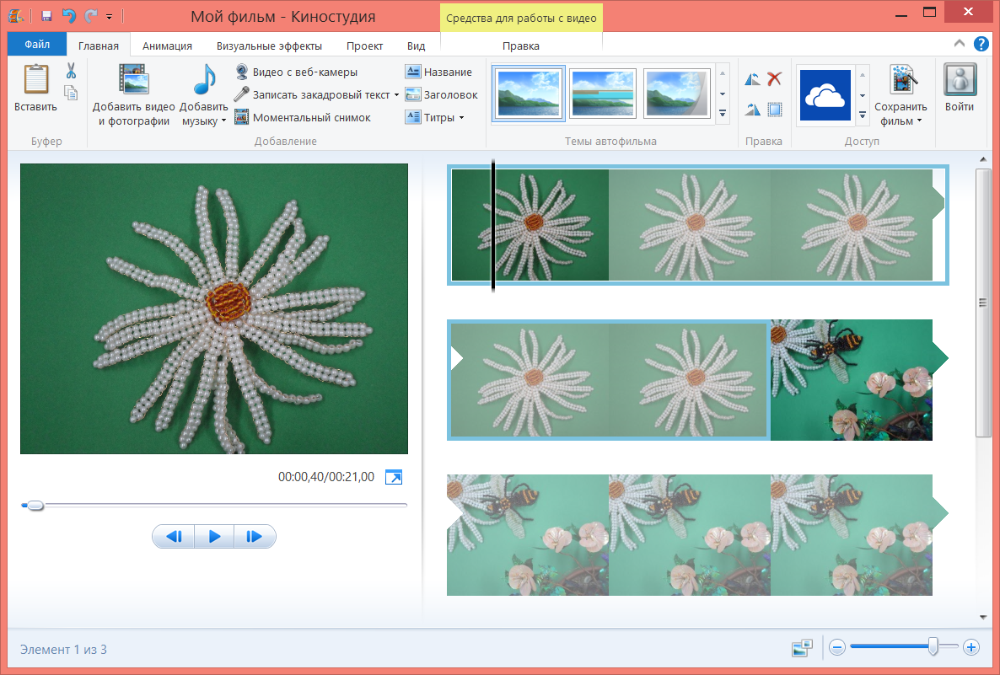 Мой фильм - Киностудия
Средства для работы с видео
Файл
Главная
Анимация
Визуальные эффекты
Проект
Вид
Правка
Вставить
Буфер
Добавить видео
и фотографии
Добавить
музыку
Видео с веб-камеры
Записать закадровый текст
Моментальный снимок
Название
Заголовок
Титры
Добавление
Темы автофильма
Правка
Сохранить
фильм
Доступ
Войти
00:00,40/00:21,00
Элемент 1 из 3